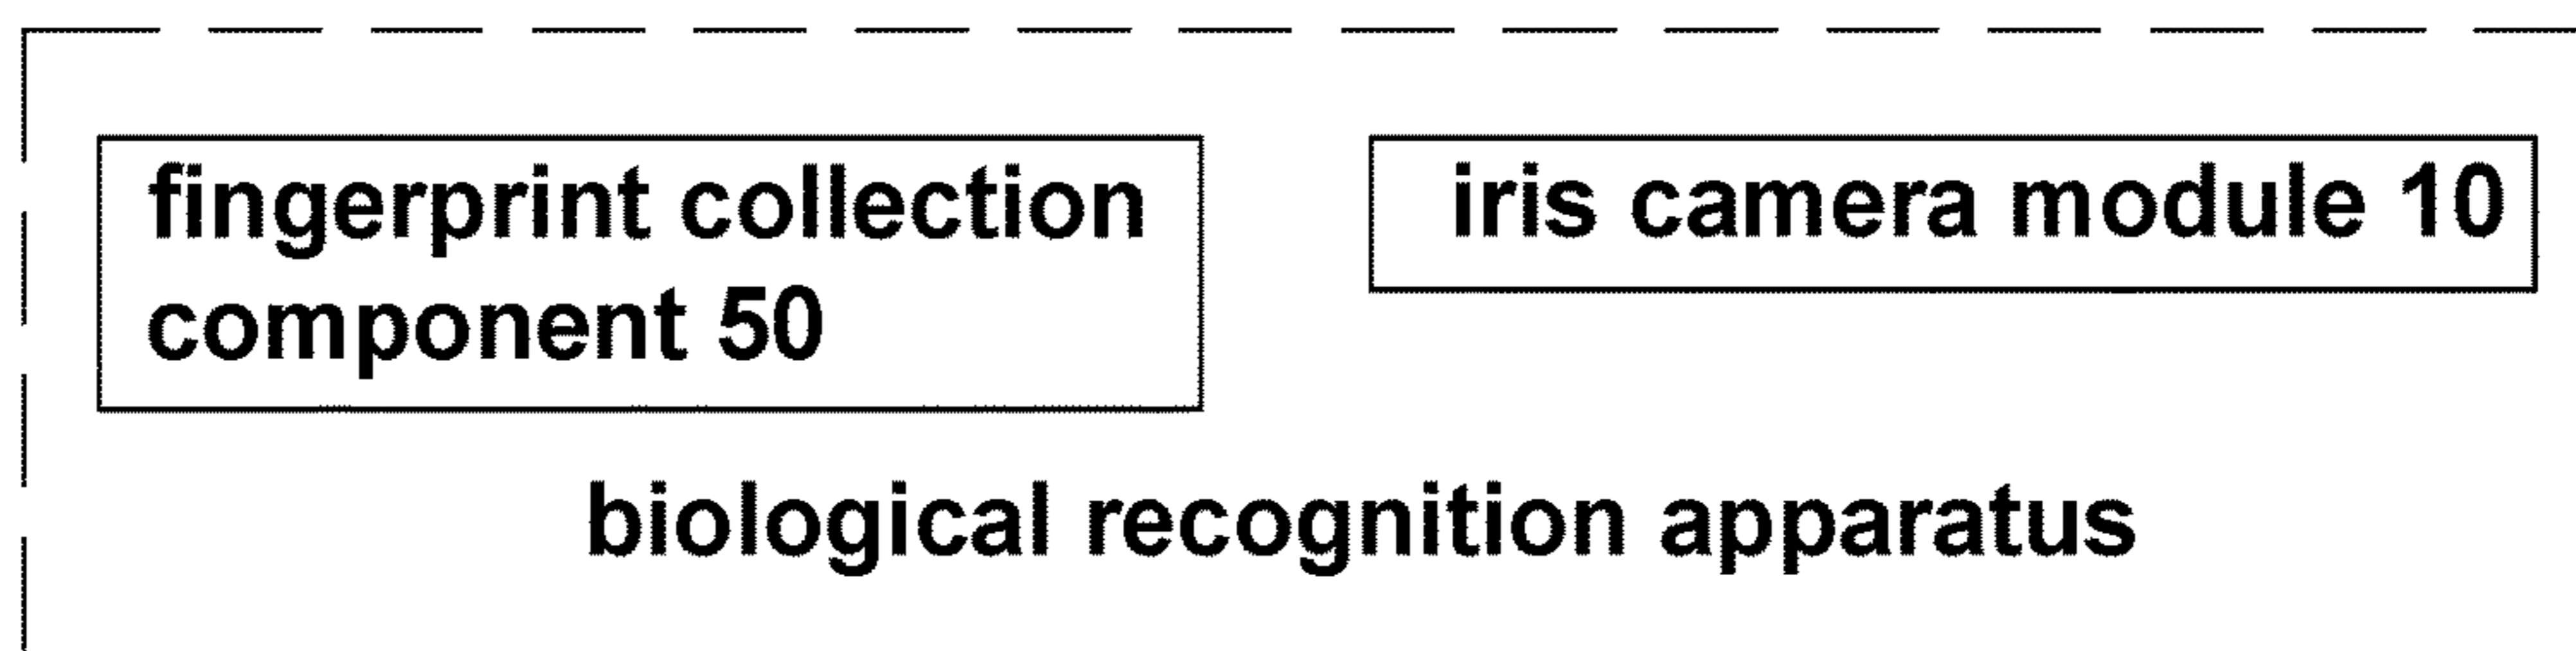 fingerprint collection
component 50
iris camera module 10
biological recognition apparatus